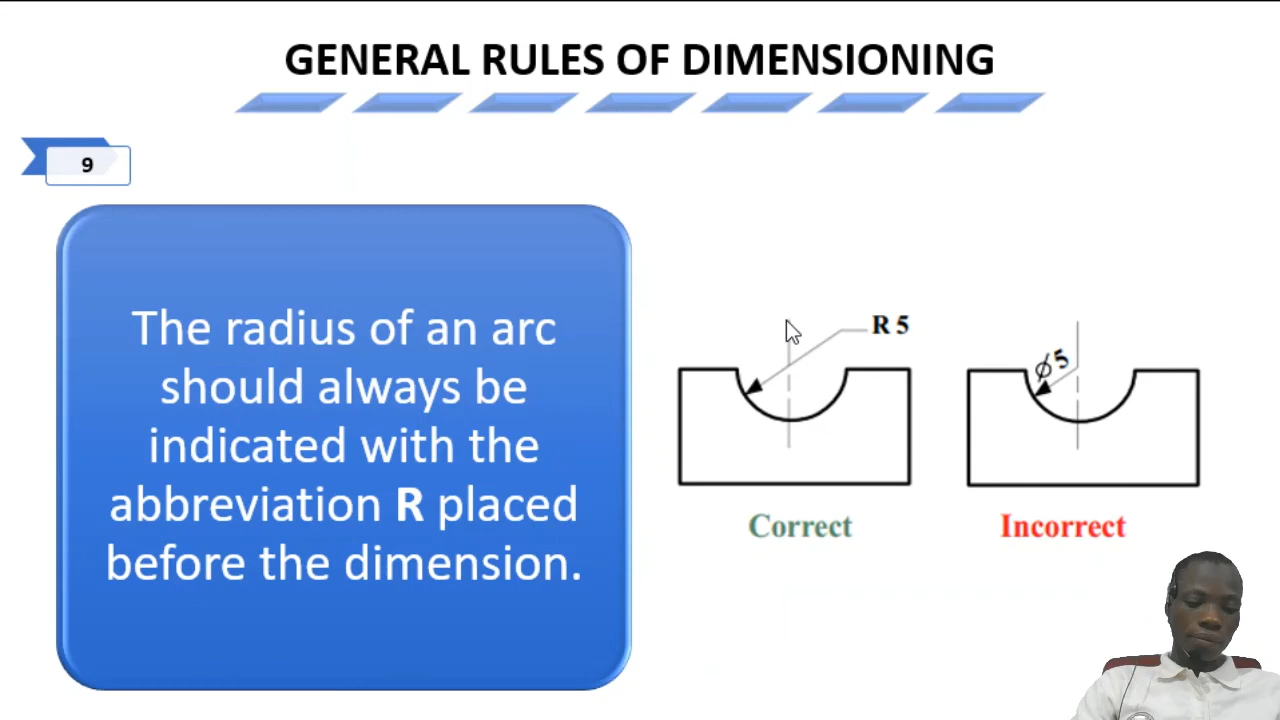 GENERAL RULES OF DIMENSIONING
9
The radius of an arc
should always be
indicated with the
abbreviation R placed
before the dimension.
R 5
ϕ5
Correct
Incorrect